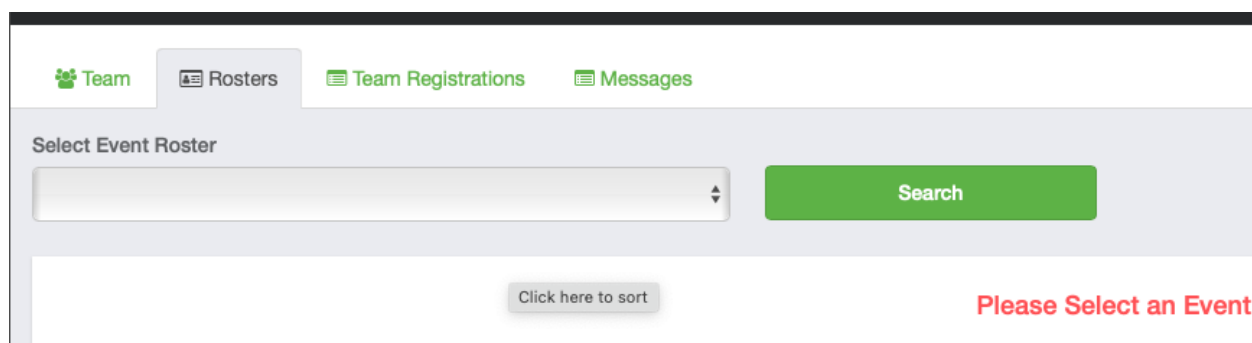 Team Rosters Team Registrations Messages
Select Event Roster
Search
Click here to sort
Please Select an Event